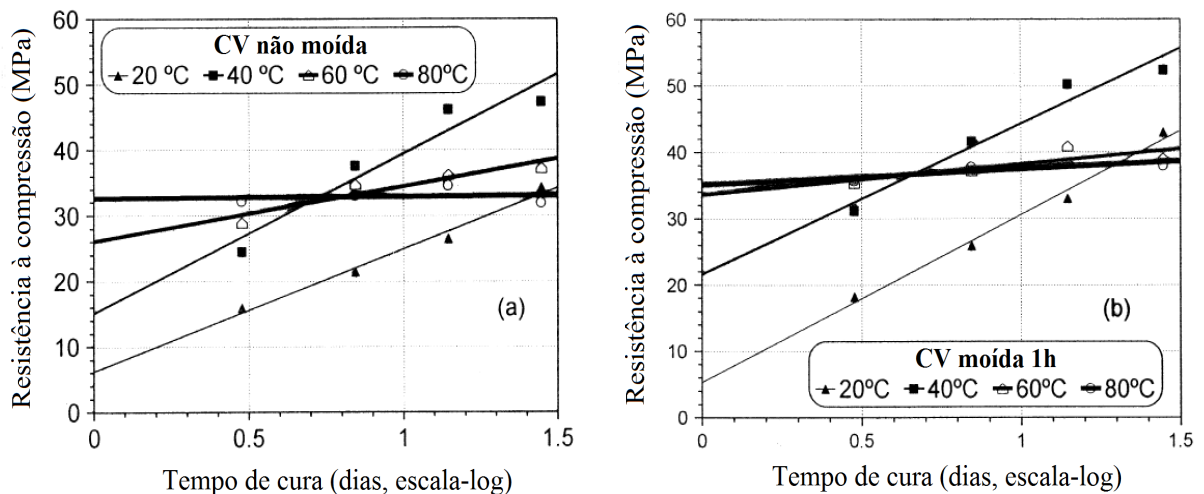 Resistência à compressão (MPa)
60
50
40
30
20
10
0
CV não moída
20 ºC 40 ºC 60 ºC 80ºC
(a)
0 0.5 1 1.5
Tempo de cura (dias, escala-log)
Resistência à compressão (MPa)
60
50
40
30
20
10
0
(b)
CV moída 1h
20ºC 40ºC 60ºC 80ºC
0 0.5 1 1.5
Tempo de cura (dias, escala-log)